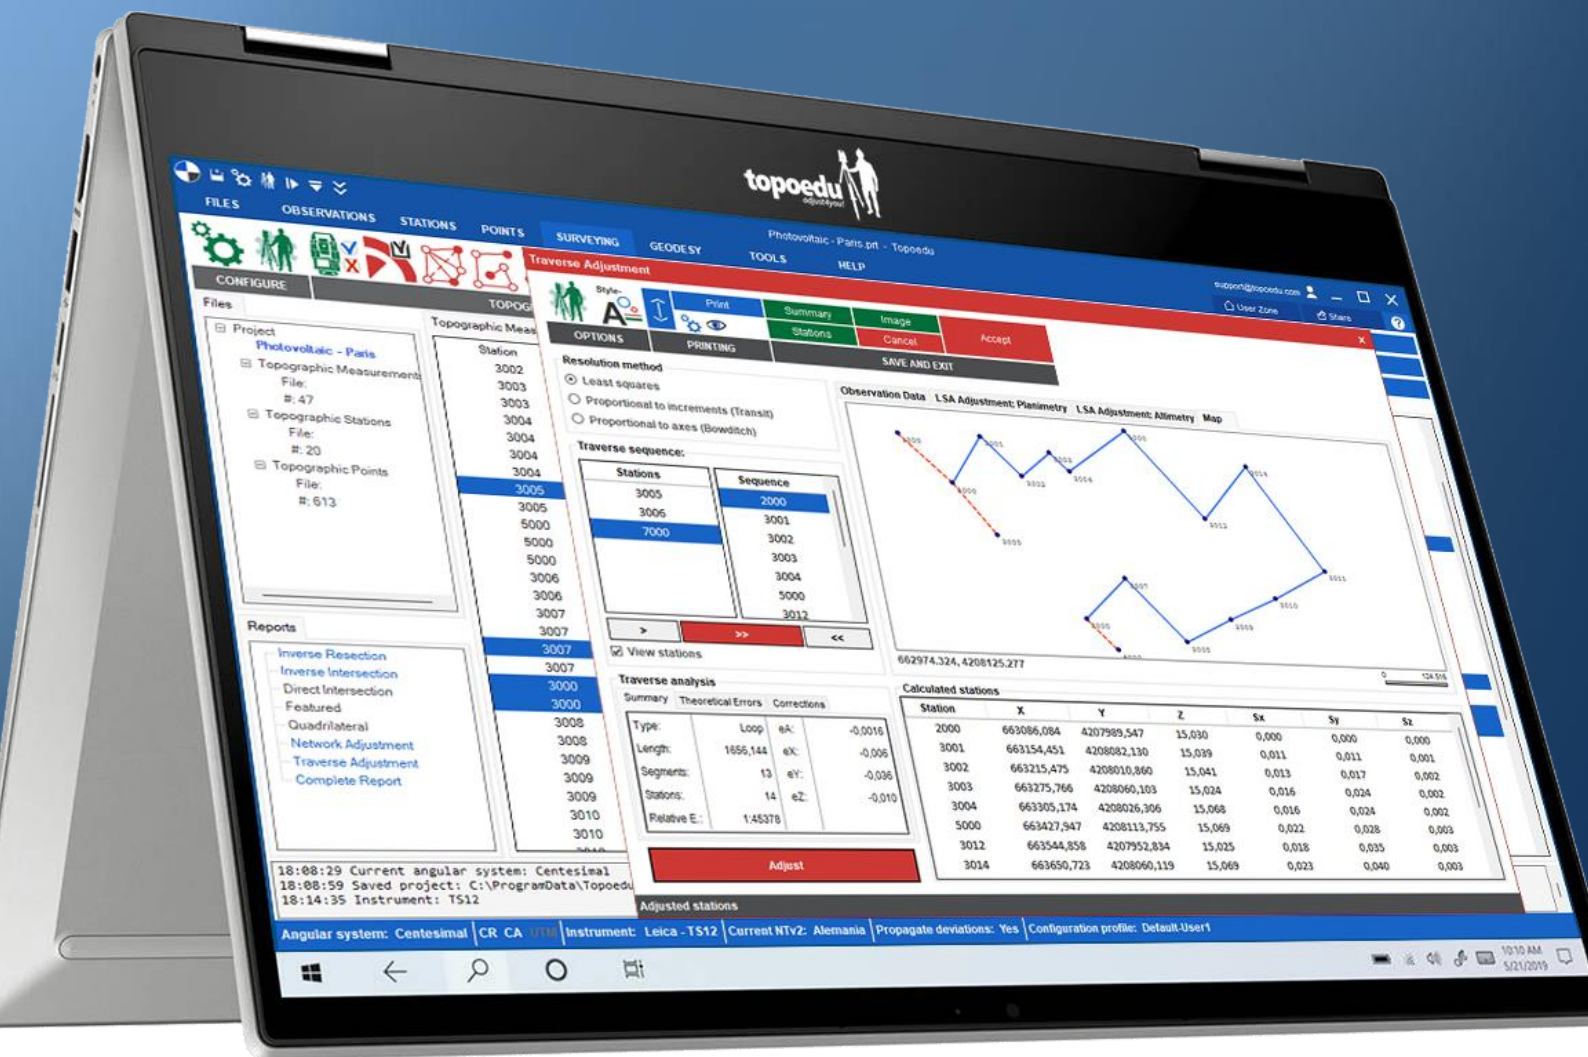 topoedu
adjust4you!
Photovoltaic - Paris.prt - Topoedu
FILES OBSERVATIONS STATIONS POINTS SURVEYING GEODESY TOOLS HELP
support@topoedu.com
User Zone Share
CONFIGURE
TOPOG
Files
Project
Photovoltaic - Paris
Topographic Measurements
File:
#: 47
Topographic Stations
File:
#: 20
Topographic Points
File:
#: 613
Reports
Inverse Resection
Inverse Intersection
Direct Intersection
Featured
Quadrilateral
Network Adjustment
Traverse Adjustment
Complete Report
Topographic Meas
Station
3002
3003
3003
3004
3004
3004
3004
3005
3005
5000
5000
5000
3006
3006
3007
3007
3007
3007
3000
3000
3008
3008
3009
3009
3009
3010
3010
Traverse Adjustment
Style
Print
Summary Image
Stations Cancel Accept
OPTIONS PRINTING SAVE AND EXIT
Resolution method
Least squares
Proportional to increments (Transit)
Proportional to axes (Bowditch)
Traverse sequence:
Stations
3005
3006
7000
Sequence
2000
3001
3002
3003
3004
5000
3012
> >> <<
View stations
Traverse analysis
Summary Theoretical Errors Corrections
Type: Loop eA: -0,0016
Length: 1656,144 eX: -0,006
Segments: 13 eY: -0,036
Stations: 14 eZ: -0,010
Relative E.: 1:45378
Adjust
Observation Data LSA Adjustment: Planimetry LSA Adjustment: Altimetry Map
3001
3014
3012
3011
3010
3009
3007
662974.324, 4208125.277
0 124.516
Calculated stations
Station X Y Z Sx Sy Sz
2000 663086,084 4207989,547 15,030 0,000 0,000 0,000
3001 663154,451 4208082,130 15,039 0,011 0,011 0,001
3002 663215,475 4208010,860 15,041 0,013 0,017 0,002
3003 663275,766 4208060,103 15,024 0,016 0,024 0,002
3004 663305,174 4208026,306 15,068 0,016 0,024 0,002
5000 663427,947 4208113,755 15,069 0,022 0,028 0,003
3012 663544,858 4207952,834 15,025 0,018 0,035 0,003
3014 663650,723 4208060,119 15,069 0,023 0,040 0,003
Adjusted stations
18:08:29 Current angular system: Centesimal
18:08:59 Saved project: C:\ProgramData\Topoedu
18:14:35 Instrument: TS12
Angular system: Centesimal CR CA UTM Instrument: Leica - TS12 Current NTv2: Alemania Propagate deviations: Yes Configuration profile: Default-User1
10:10 AM
5/21/2019